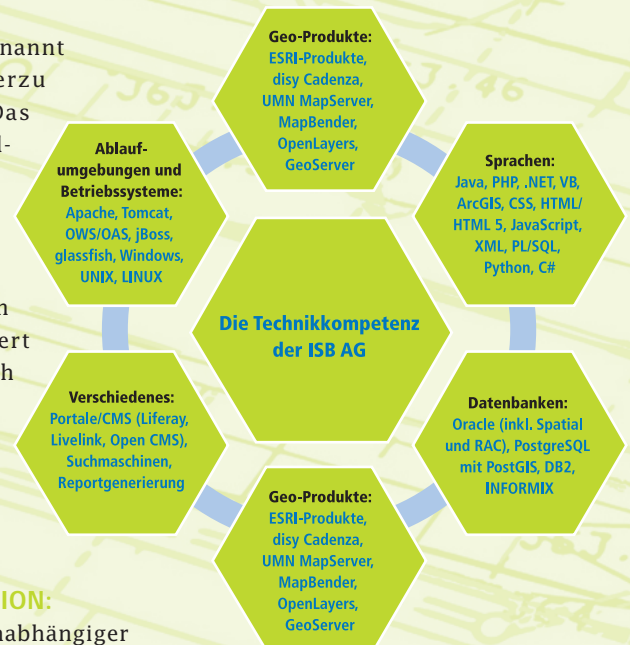 nannt
erzu
Das
l-
n
ert
h
Geo-Produkte:
ESRI-Produkte,
disy Cadenza,
UMN MapServer,
MapBender,
OpenLayers,
GeoServer
Ablauf-
umgebungen und
Betriebssysteme:
Apache, Tomcat,
OWS/OAS, jBoss,
glassfish, Windows,
UNIX, LINUX
Sprachen:
Java, PHP, .NET, VB,
ArcGIS, CSS, HTML/
HTML 5, JavaScript,
XML, PL/SQL,
Python, C#
Die Technikkompetenz
der ISB AG
Verschiedenes:
Portale/CMS (Liferay,
Livelink, Open CMS),
Suchmaschinen,
Reportgenerierung
Datenbanken:
Oracle (inkl. Spatial
und RAC), PostgreSQL
mit PostGIS, DB2,
INFORMIX
Geo-Produkte:
ESRI-Produkte,
disy Cadenza,
UMN MapServer,
MapBender,
OpenLayers,
GeoServer
ION:
nabhängiger